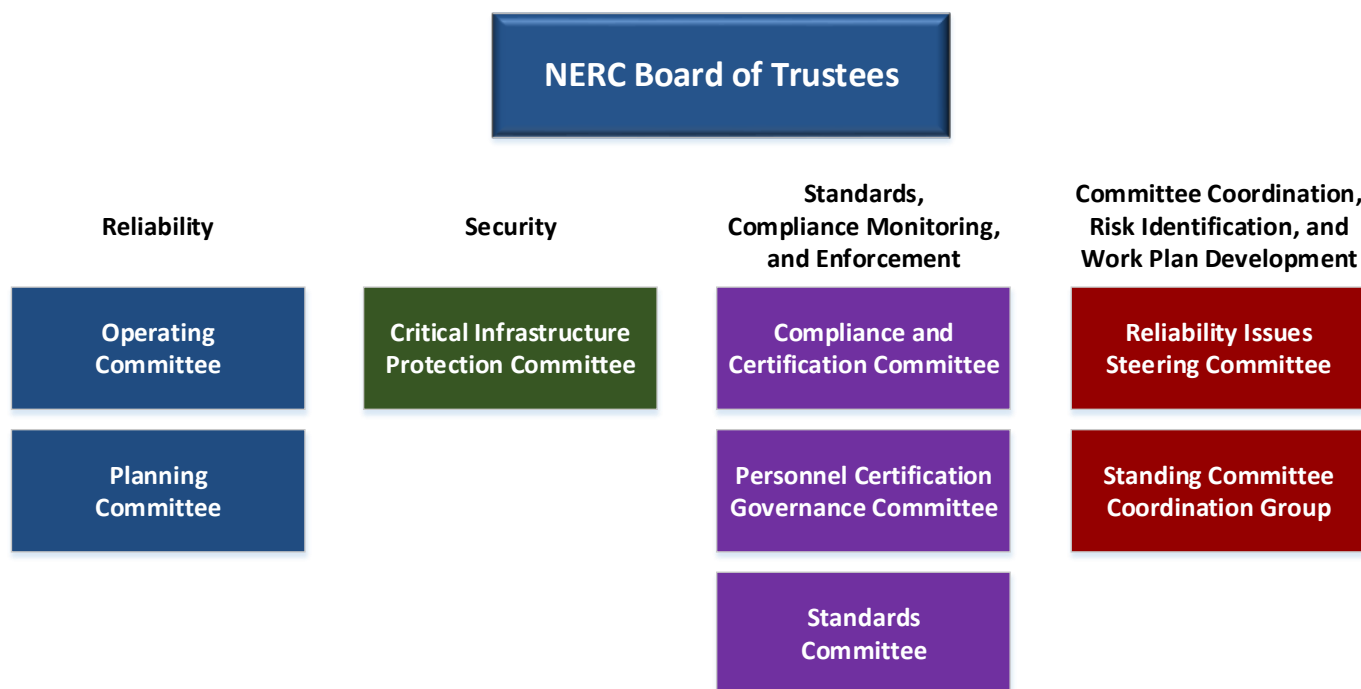 NERC Board of Trustees
Reliability
Security
Standards,
Compliance Monitoring,
and Enforcement
Committee Coordination,
Risk Identification, and
Work Plan Development
Operating
Committee
Critical Infrastructure
Protection Committee
Compliance and
Certification Committee
Reliability Issues
Steering Committee
Planning
Committee
Personnel Certification
Governance Committee
Standing Committee
Coordination Group
Standards
Committee